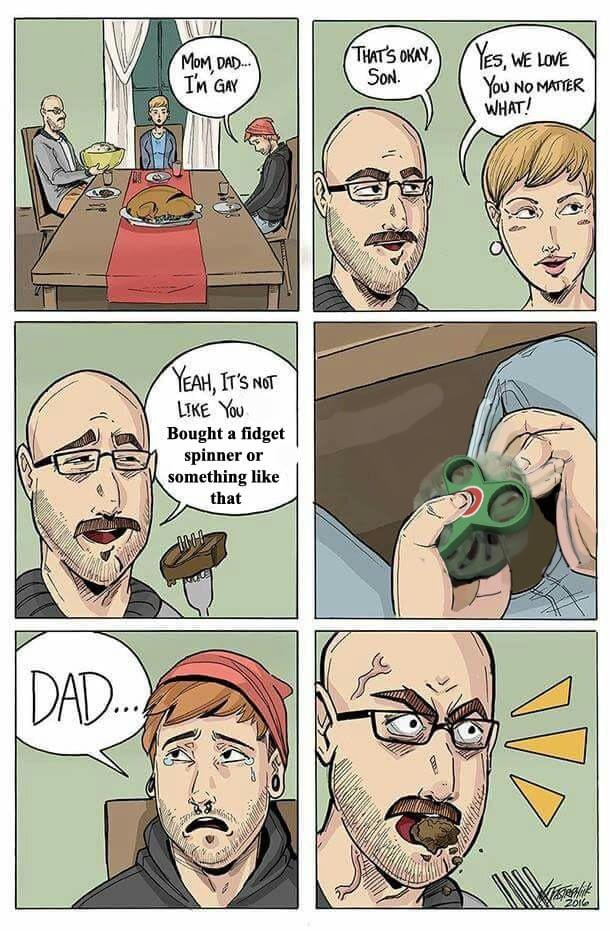 MOM, DAD...
I'M GAY
THAT'S OKAY,
SON.
YES, WE LOVE
YOU NO MATTER
WHAT!
YEAH, IT'S NOT
LIKE YOU
Bought a fidget
spinner or
something like
that
DAD...
2016